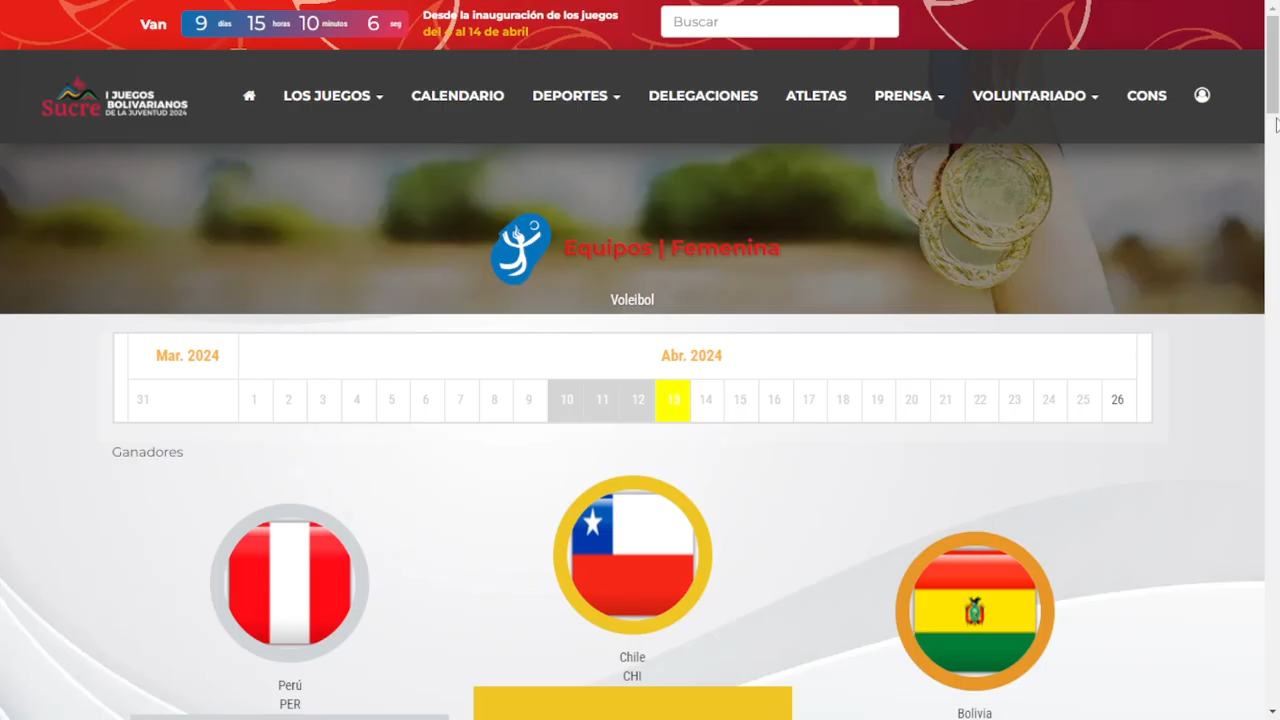 Van 9 días 15 horas 10 minutos 6 seg
Desde la inauguración de los juegos
del 4 al 14 de abril
Buscar
Sucre I JUEGOS
BOLIVARIANOS
DE LA JUVENTUD 2024
LOS JUEGOS CALENDARIO DEPORTES DELEGACIONES ATLETAS PRENSA VOLUNTARIADO CONS
Equipos | Femenina
Voleibol
Mar. 2024 Abr. 2024
31 1 2 3 4 5 6 7 8 9 10 11 12 13 14 15 16 17 18 19 20 21 22 23 24 25 26
Ganadores
Chile
CHI
Perú
PER
Bolivia